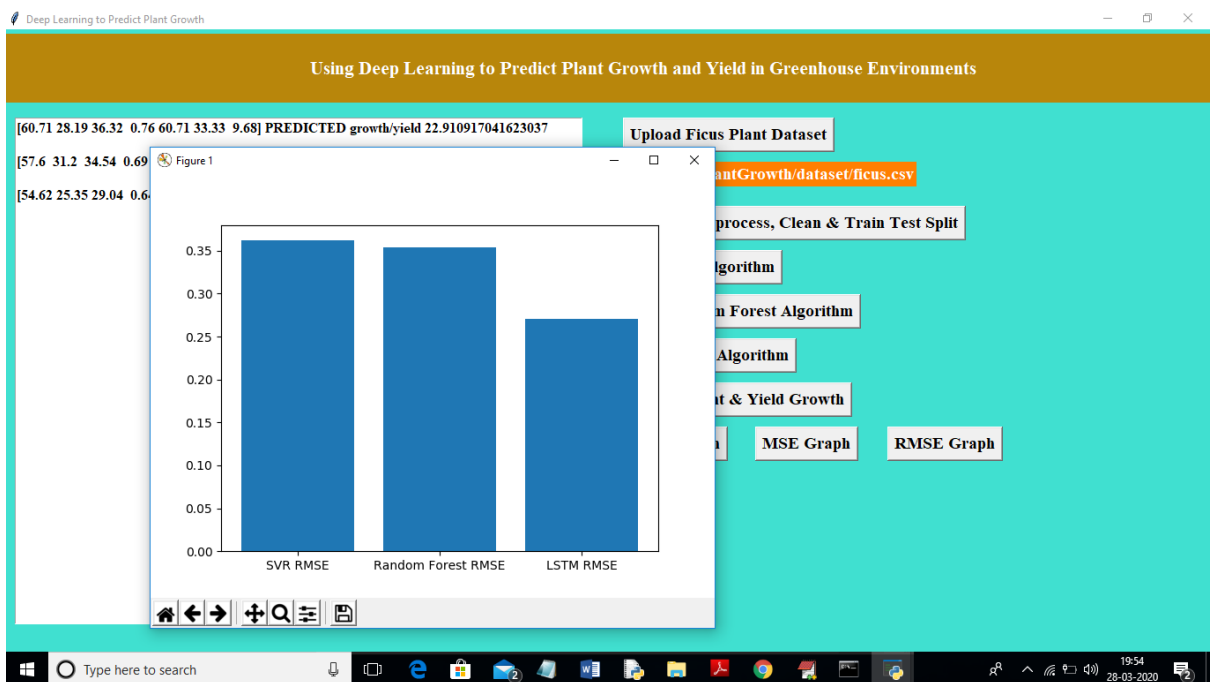 Deep Learning to Predict Plant Growth
Using Deep Learning to Predict Plant Growth and Yield in Greenhouse Environments
[60.71 28.19 36.32  0.76 60.71 33.33  9.68] PREDICTED growth/yield 22.910917041623037
[57.6  31.2  34.54  0.69
[54.62 25.35 29.04
Upload Ficus Plant Dataset
antGrowth/dataset/ficus.csv
process, Clean & Train Test Split
lgorithm
Forest Algorithm
Algorithm
& Yield Growth
MSE Graph
RMSE Graph
Figure 1
0.35
0.30
0.25
0.20
0.15
0.10
0.05
0.00
SVR RMSE
Random Forest RMSE
LSTM RMSE
Type here to search
2
19:54
28-03-2020
2